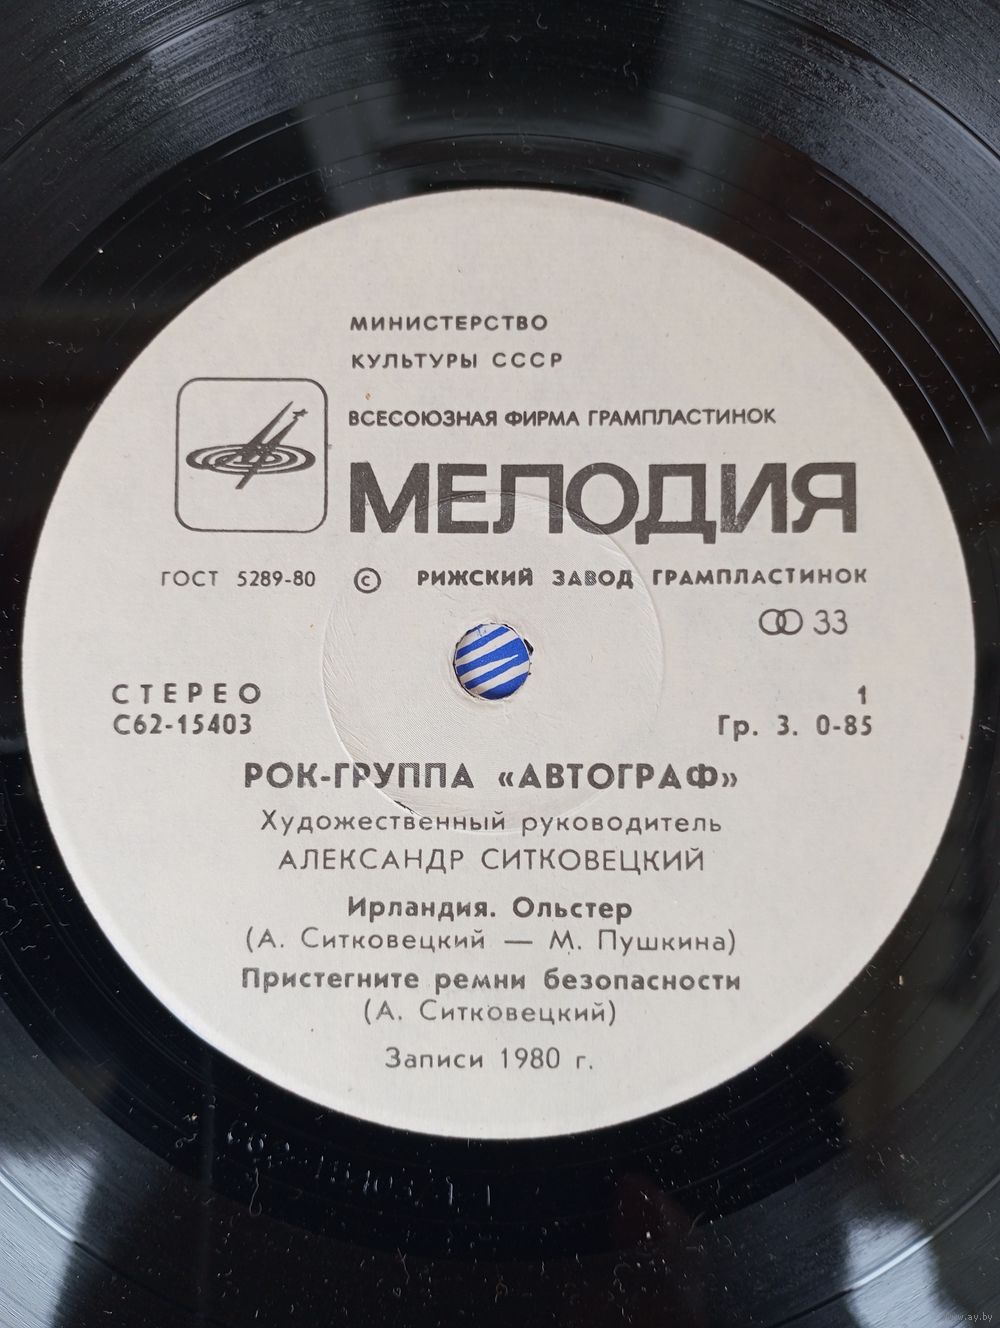 МИНИСТЕРСТВО
КУЛЬТУРЫ СССР
ВСЕСОЮЗНАЯ ФИРМА ГРАМПЛАСТИНОК
МЕЛОДИЯ
ГОСТ 5289-80 © РИЖСКИЙ ЗАВОД ГРАМПЛАСТИНОК
33
СТЕРЕО 1
С62-15403 Гр. 3. 0-85
РОК-ГРУППА «АВТОГРАФ»
Художественный руководитель
АЛЕКСАНДР СИТКОВЕЦКИЙ
Ирландия. Ольстер
(А. Ситковецкий — М. Пушкина)
Пристегните ремни безопасности
(А. Ситковецкий)
Записи 1980 г.